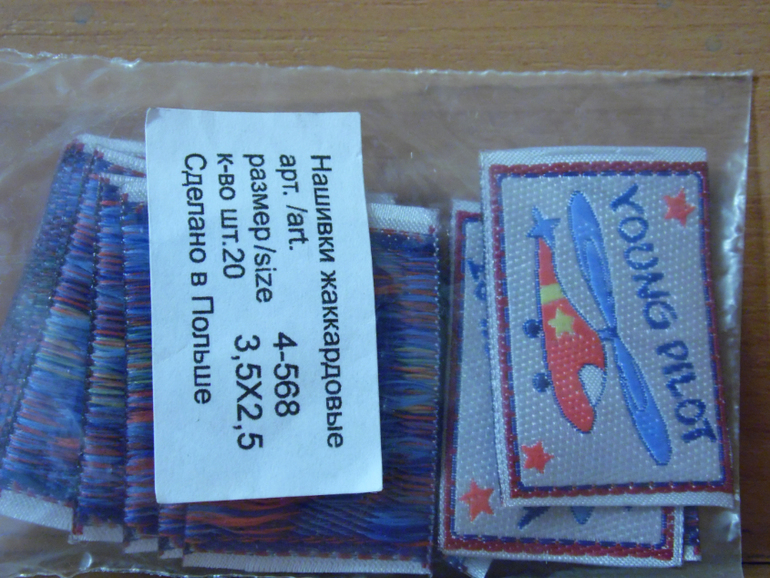 Нашивки жаккардовые
арт. /art. 4-568
размер/size 3,5X2,5
к-во шт.20
Сделано в Польше
YOUNG PILOT